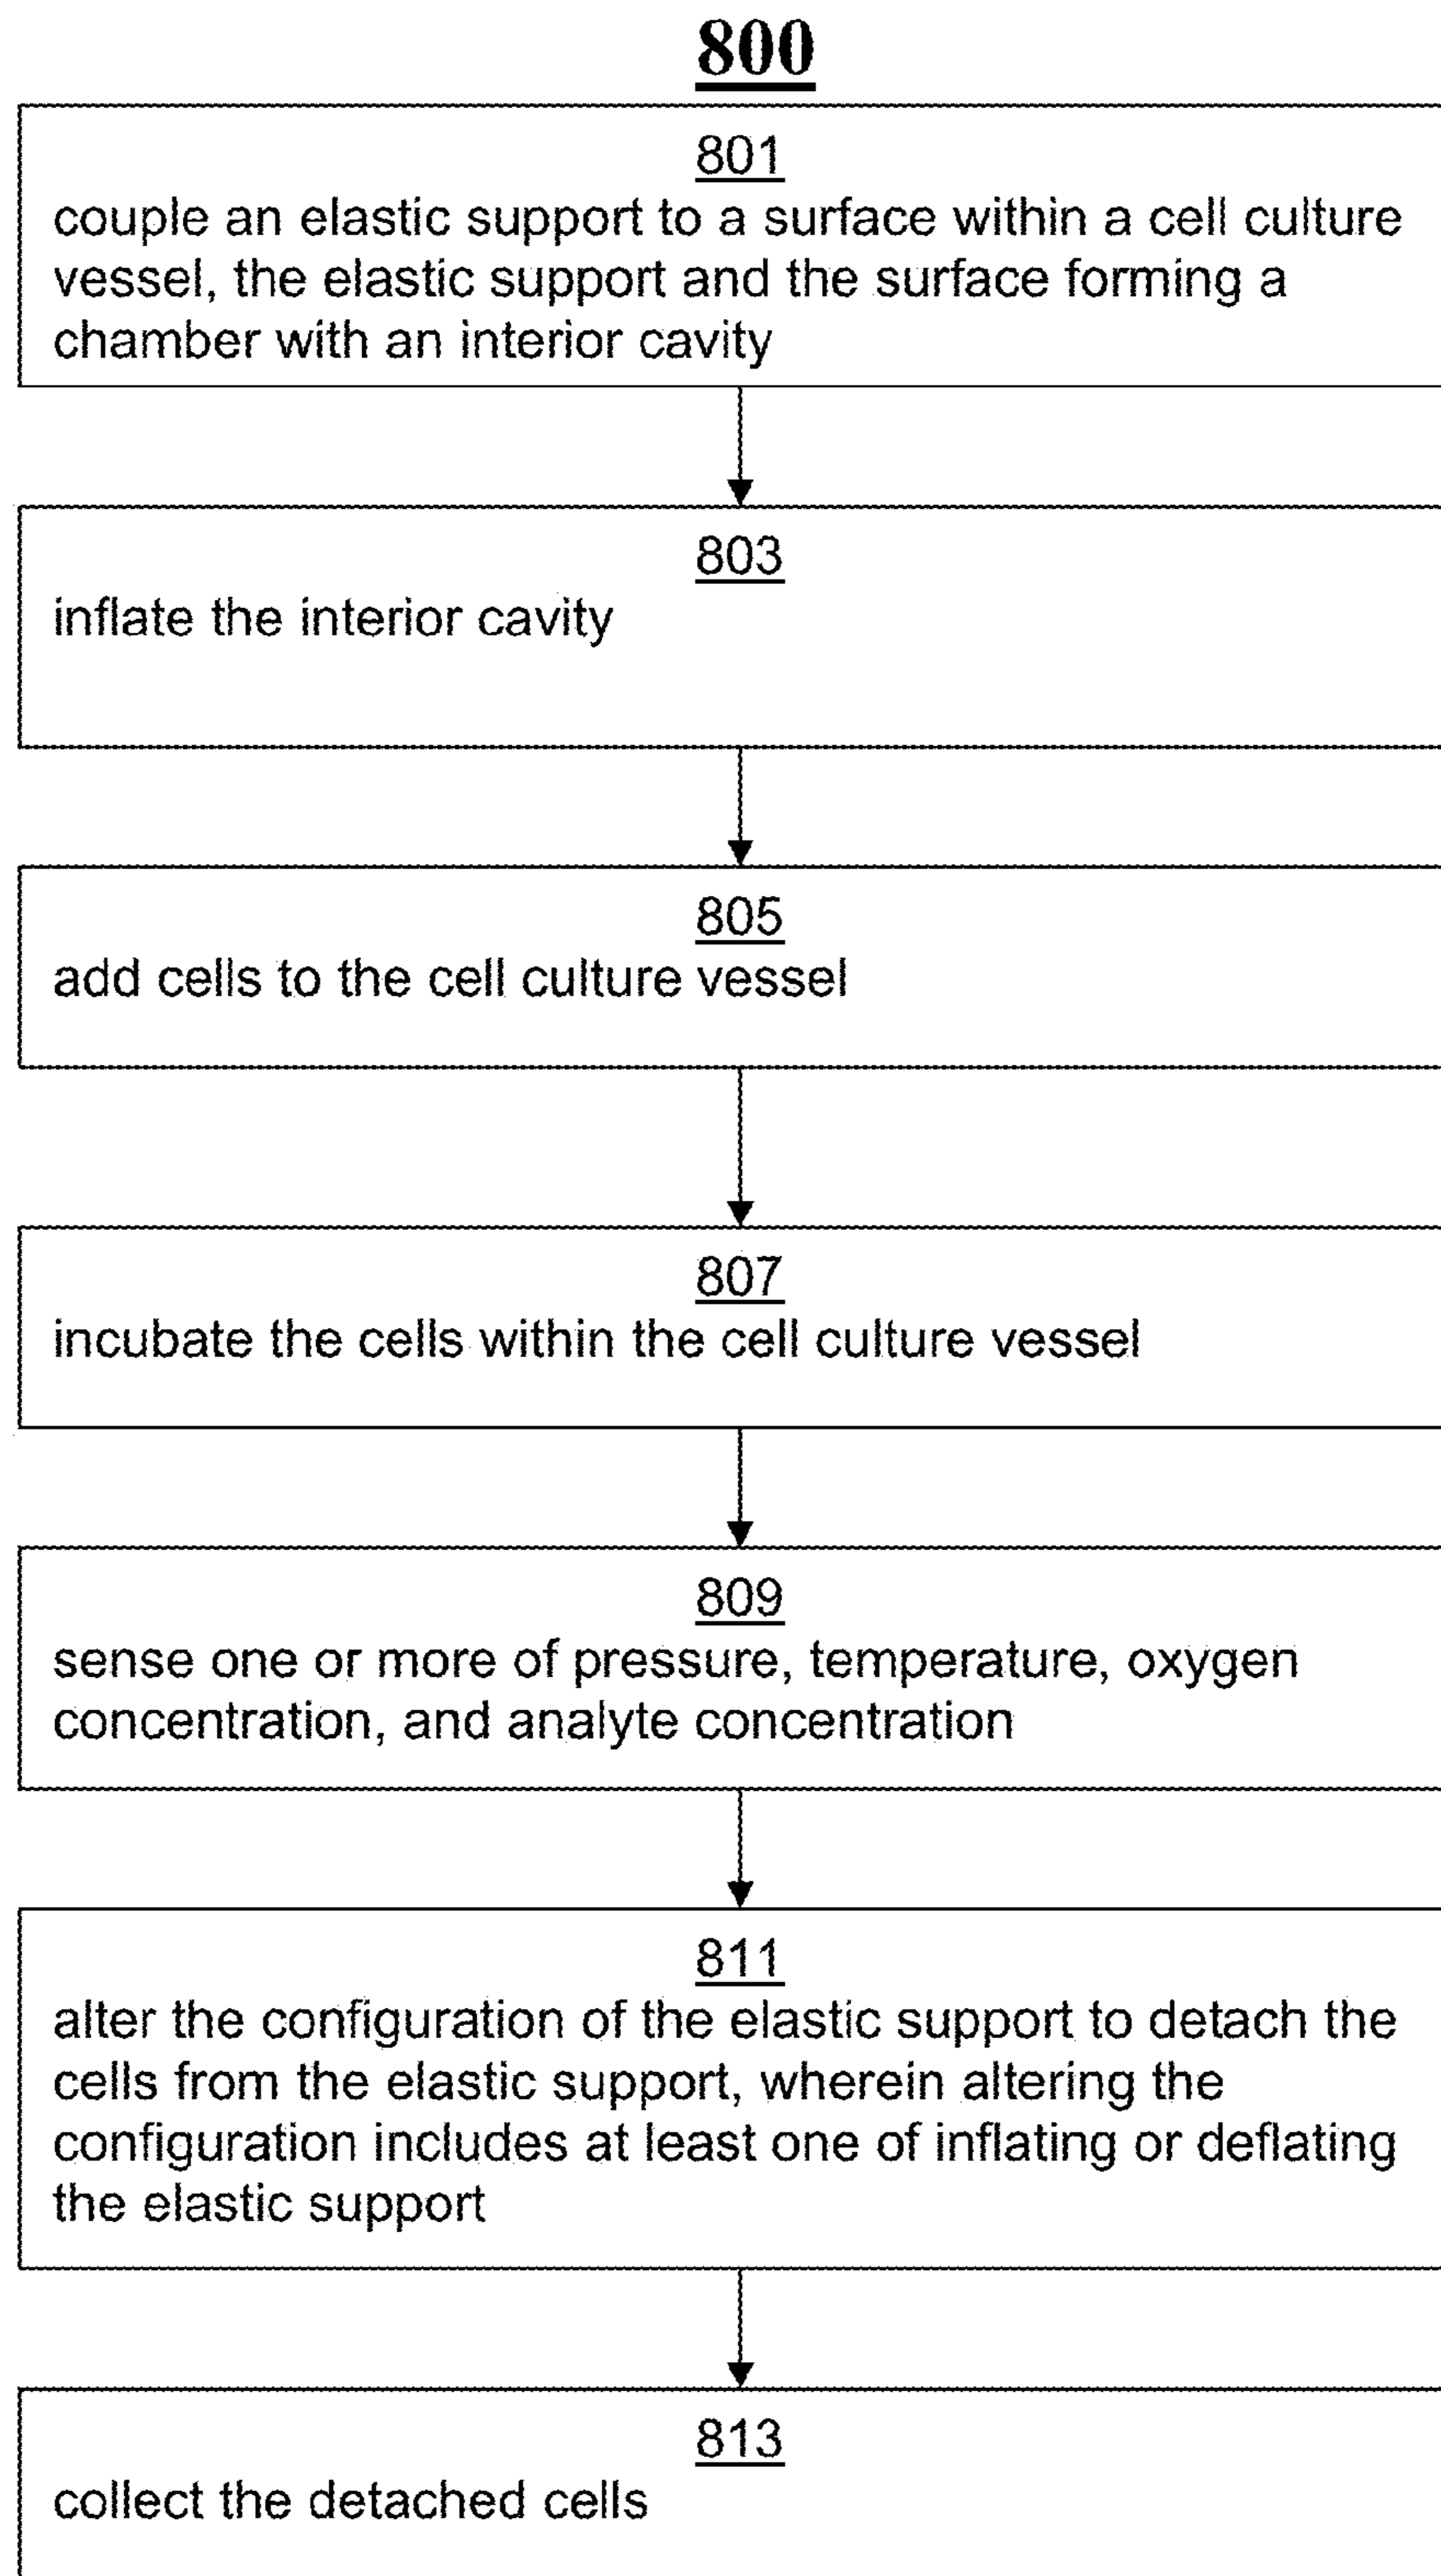 800
801
couple an elastic support to a surface within a cell culture
vessel, the elastic support and the surface forming a
chamber with an interior cavity
803
inflate the interior cavity
805
add cells to the cell culture vessel
807
incubate the cells within the cell culture vessel
809
sense one or more of pressure, temperature, oxygen
concentration, and analyte concentration
811
alter the configuration of the elastic support to detach the
cells from the elastic support, wherein altering the
configuration includes at least one of inflating or deflating
the elastic support
813
collect the detached cells